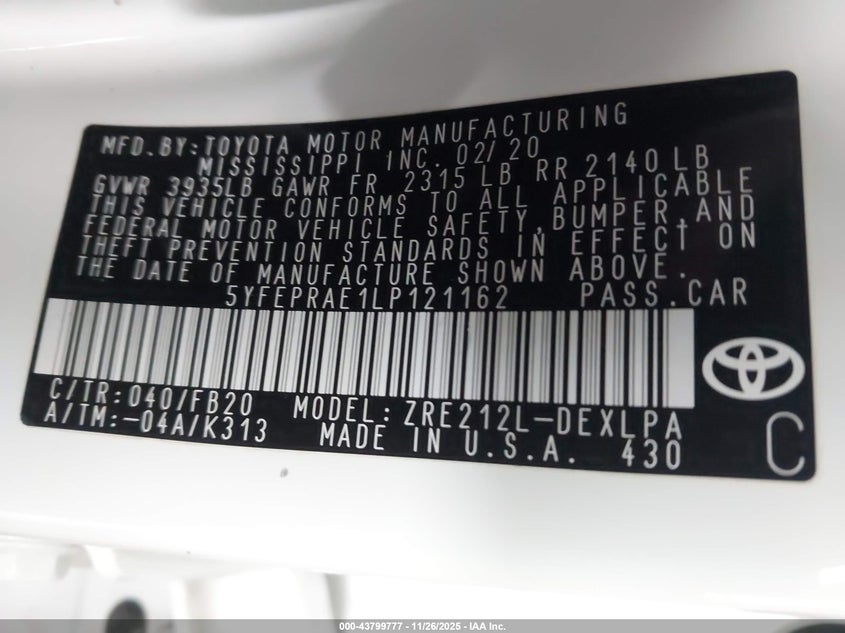 MFD.BY:TOYOTA MOTOR MANUFACTURING
MISSISSIPPI INC. 02/20
GVWR 3935LB GAWR FR 2315 LB RR 2140 LB
THIS VEHICLE CONFORMS TO ALL APPLICABLE
FEDERAL MOTOR VEHICLE SAFETY,BUMPER,AND
THEFT PREVENTION STANDARDS IN EFFECT ON
THE DATE OF MANUFACTURE SHOWN ABOVE.
5YFEPRAE1LP121162 PASS.CAR
C/TR:040/FB20 MODEL:ZRE212L-DEXLPA
A/TM:-04A/K313 MADE IN U.S.A. 430
C
000-43799777 - 11/26/2025 - IAA Inc.